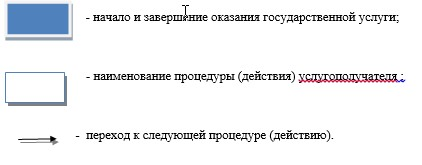 - начало и завершение оказания государственной услуги;
- наименование процедуры (действия) услугополучателя ;
- переход к следующей процедуре (действию).